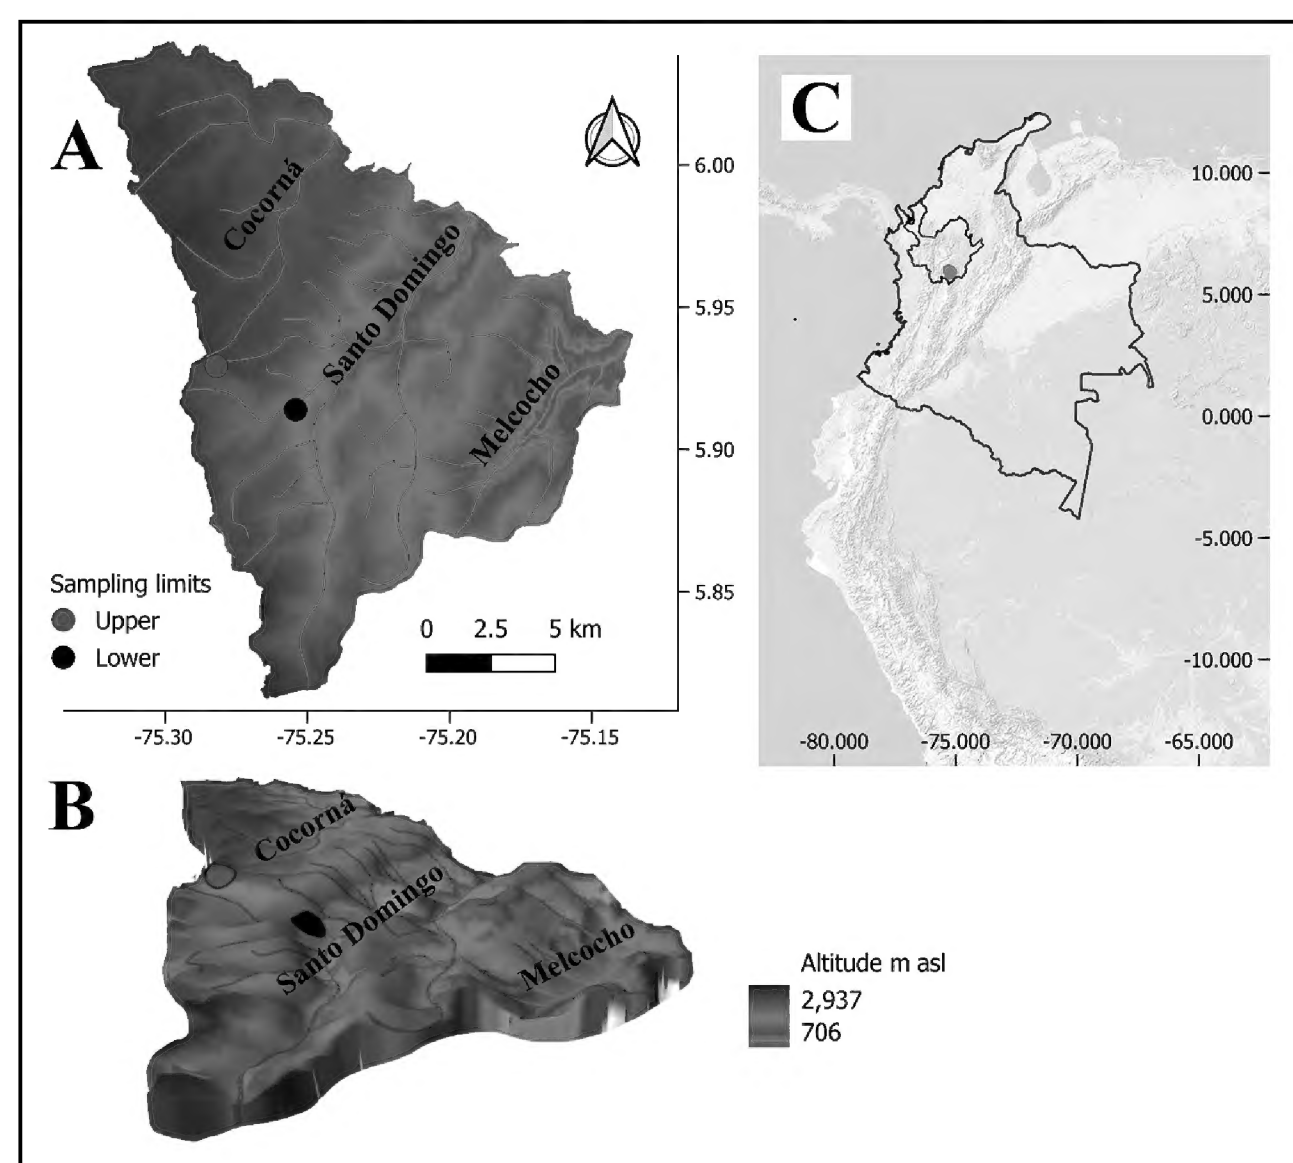 A
Cocorná
Santo Domingo
Melcocho
6.00
5.95
5.90
5.85
Sampling limits
Upper
Lower
0 2.5 5 km
-75.30 -75.25 -75.20 -75.15
C
10.000
5.000
0.000
-5.000
-10.000
-80.000 -75.000 -70.000 -65.000
B
Cocorná
Santo Domingo
Melcocho
Altitude m asl
2,937
706